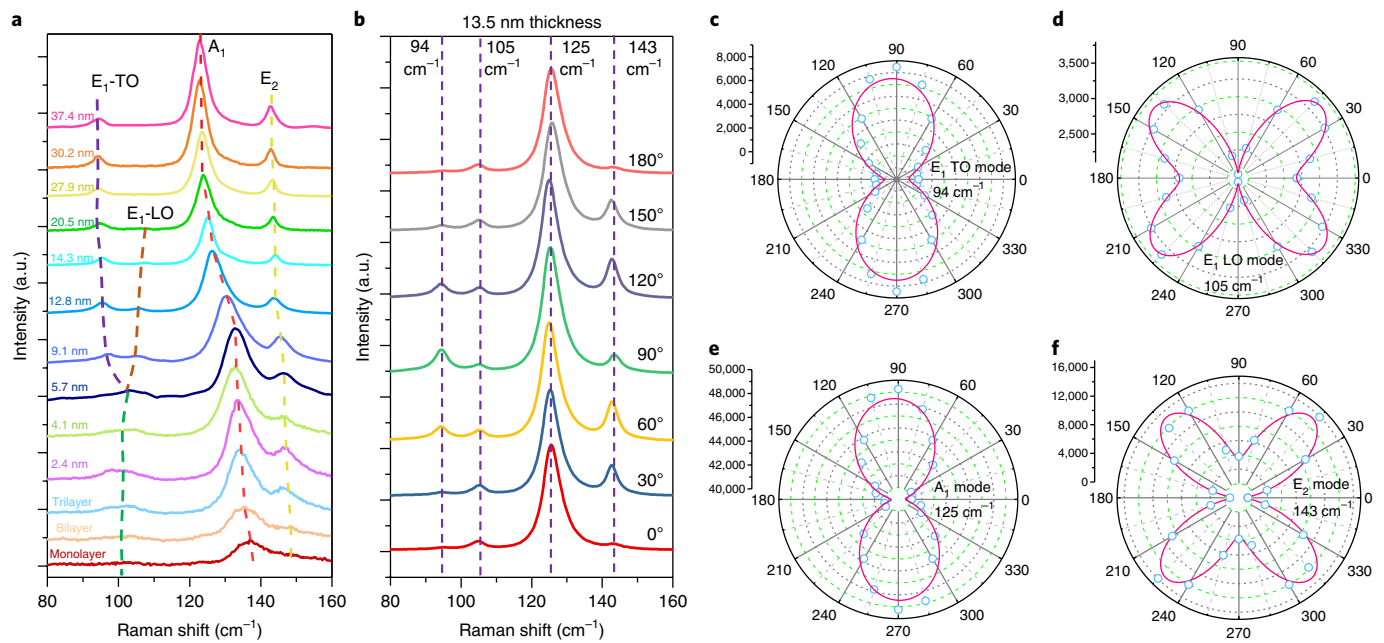 a
E₁-TO
A₁
E₂
37.4 nm
30.2 nm
27.9 nm
20.5 nm
E₁-LO
14.3 nm
12.8 nm
9.1 nm
5.7 nm
4.1 nm
2.4 nm
Trilayer
Bilayer
Monolayer
Intensity (a.u.)
80 100 120 140 160
Raman shift (cm⁻¹)
b
13.5 nm thickness
94 105 125 143
cm⁻¹ cm⁻¹ cm⁻¹ cm⁻¹
180°
150°
120°
90°
60°
30°
0°
Intensity (a.u.)
80 100 120 140 160
Raman shift (cm⁻¹)
c
8,000
6,000
4,000
2,000
0
90
120 60
150 30
180 0
210 330
240 300
270
E₁ TO mode
94 cm⁻¹
d
3,500
3,000
2,500
90
120 60
150 30
180 0
210 330
240 300
270
E₁ LO mode
105 cm⁻¹
e
50,000
48,000
46,000
44,000
42,000
40,000
90
120 60
150 30
180 0
210 330
240 300
270
A₁ mode
125 cm⁻¹
f
16,000
14,000
12,000
8,000
6,000
4,000
2,000
0
90
120 60
150 30
180 0
210 330
240 300
270
E₂ mode
143 cm⁻¹